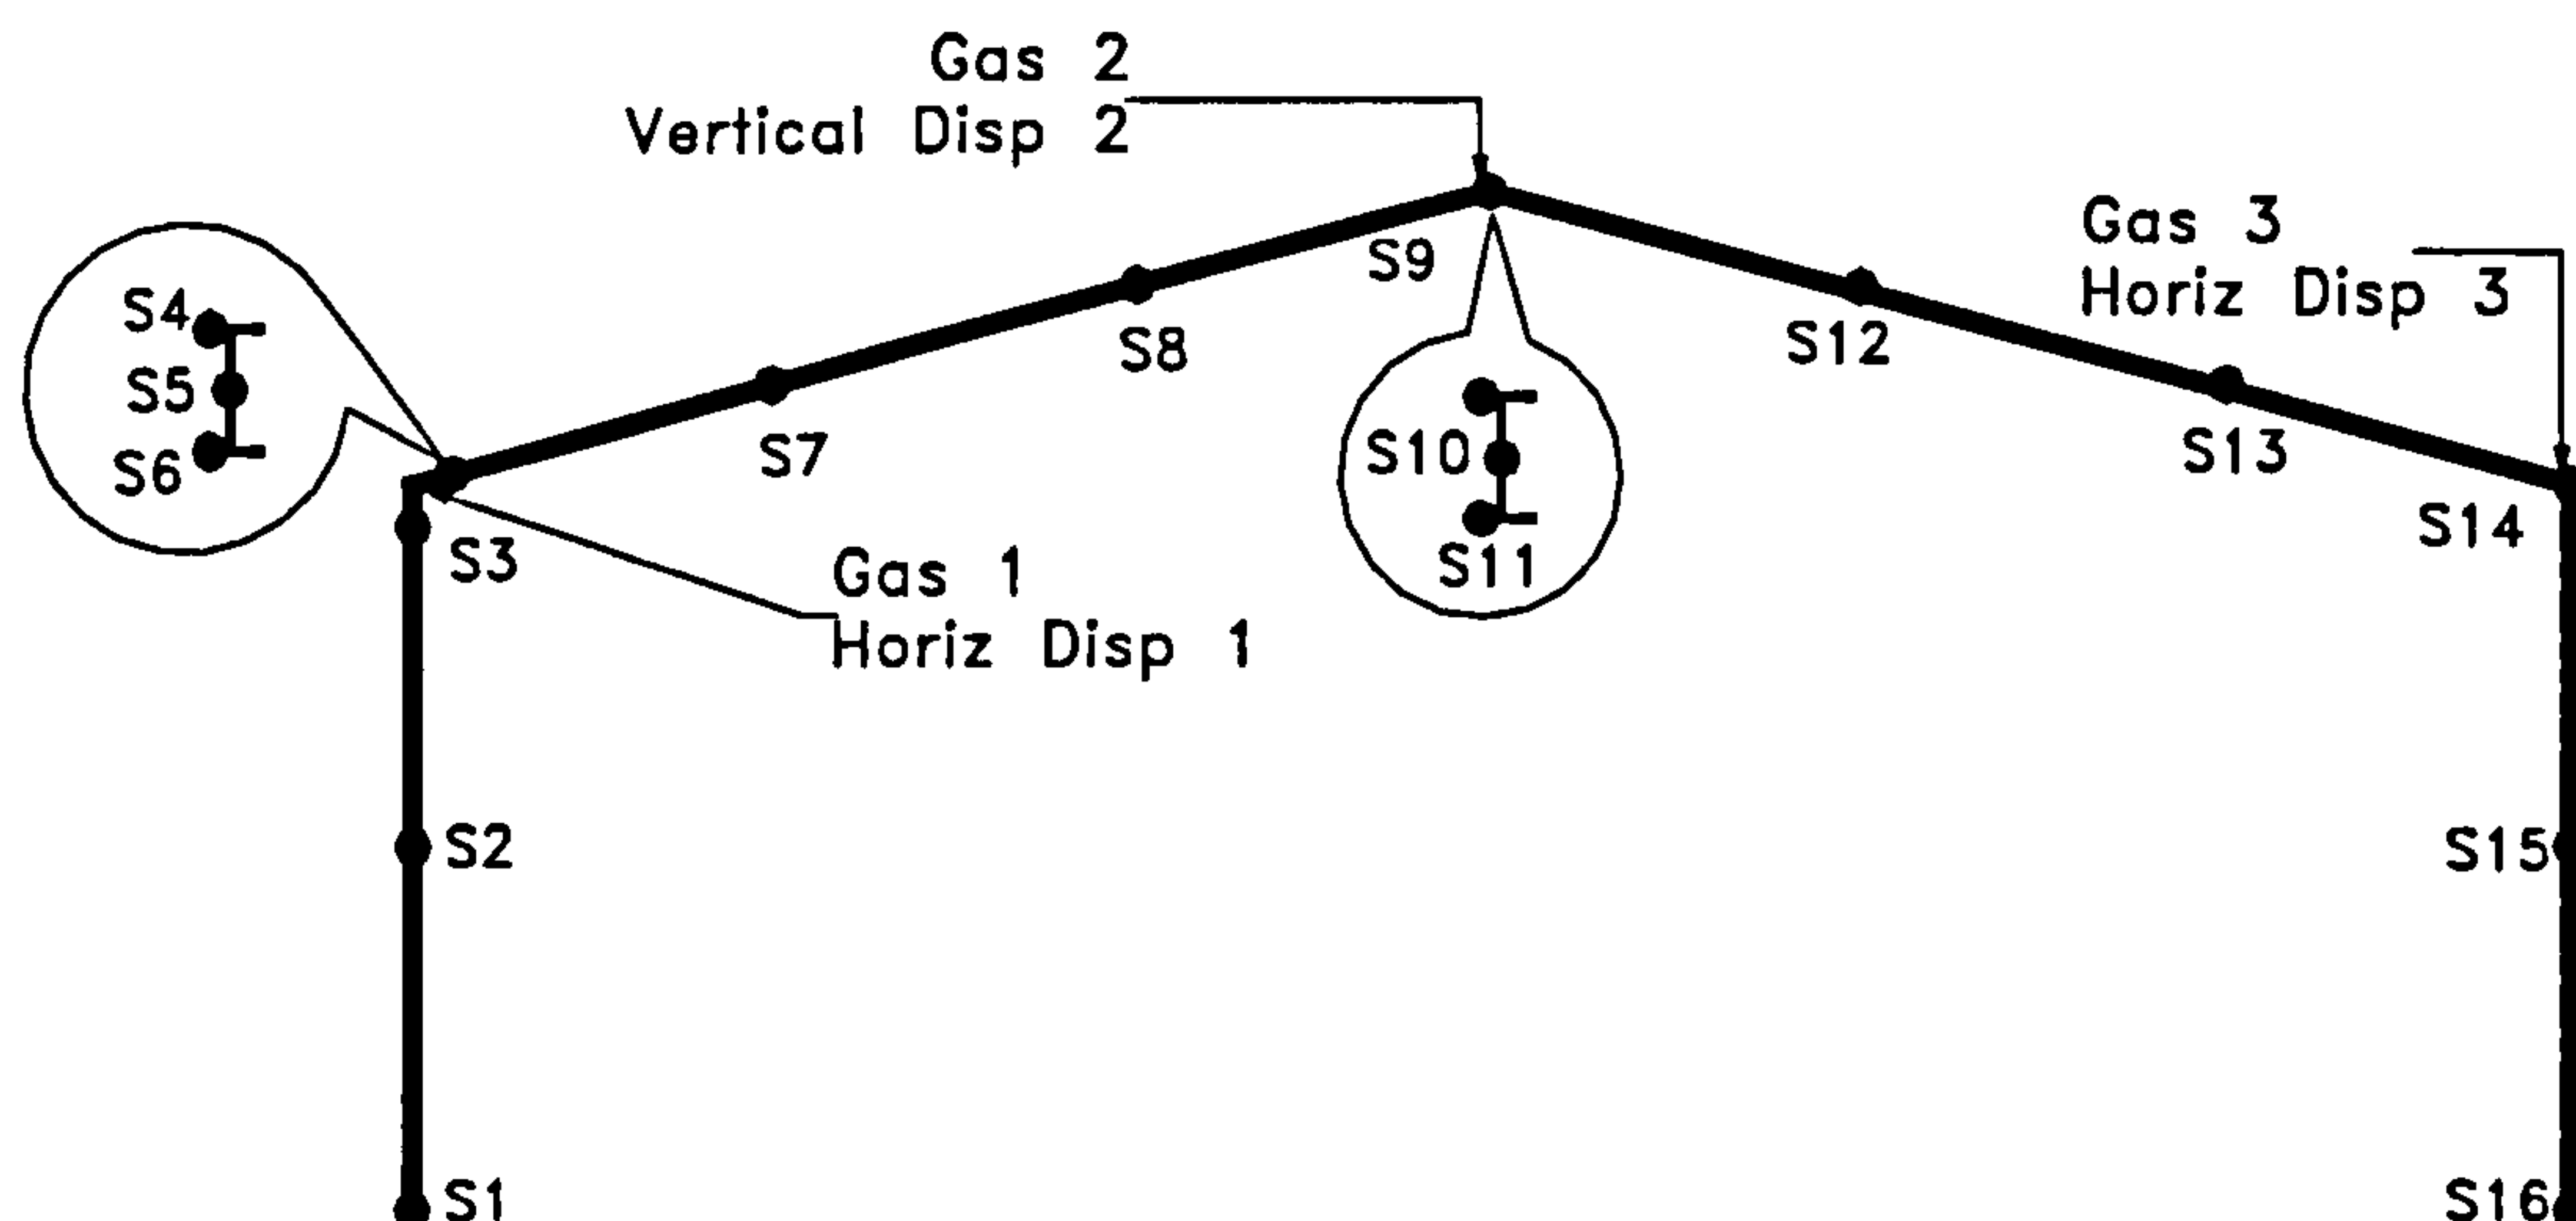 Gas 2
Vertical Disp 2
Gas 3
Horiz Disp 3
S9
S4
S12
S8
S5
S13
S10
S7
S6
S14
S3
S11
Gas 1
Horiz Disp 1
S2
S15
S1
S16